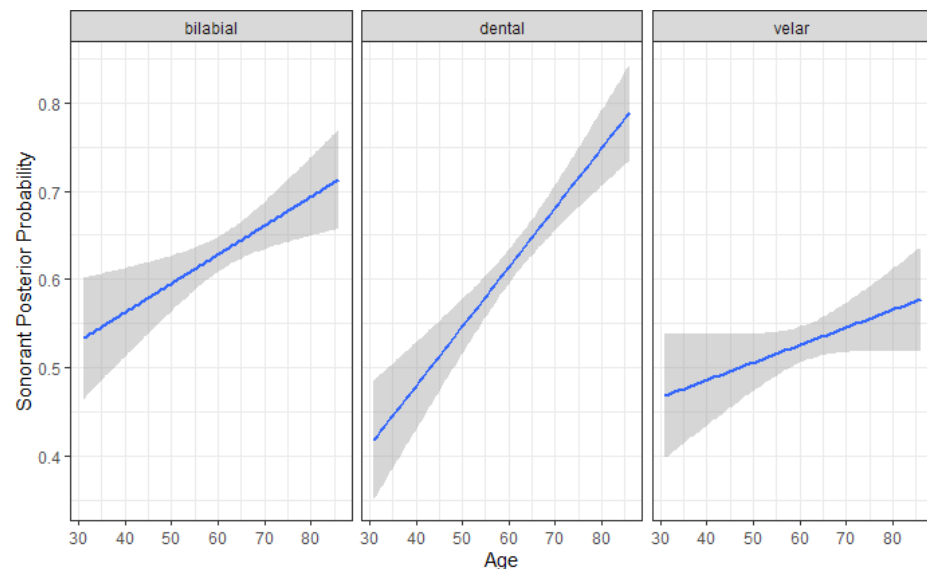 bilabial dental velar
0.8
0.7
0.6
0.5
0.4
Sonorant Posterior Probability
30 40 50 60 70 80 30 40 50 60 70 80 30 40 50 60 70 80
Age